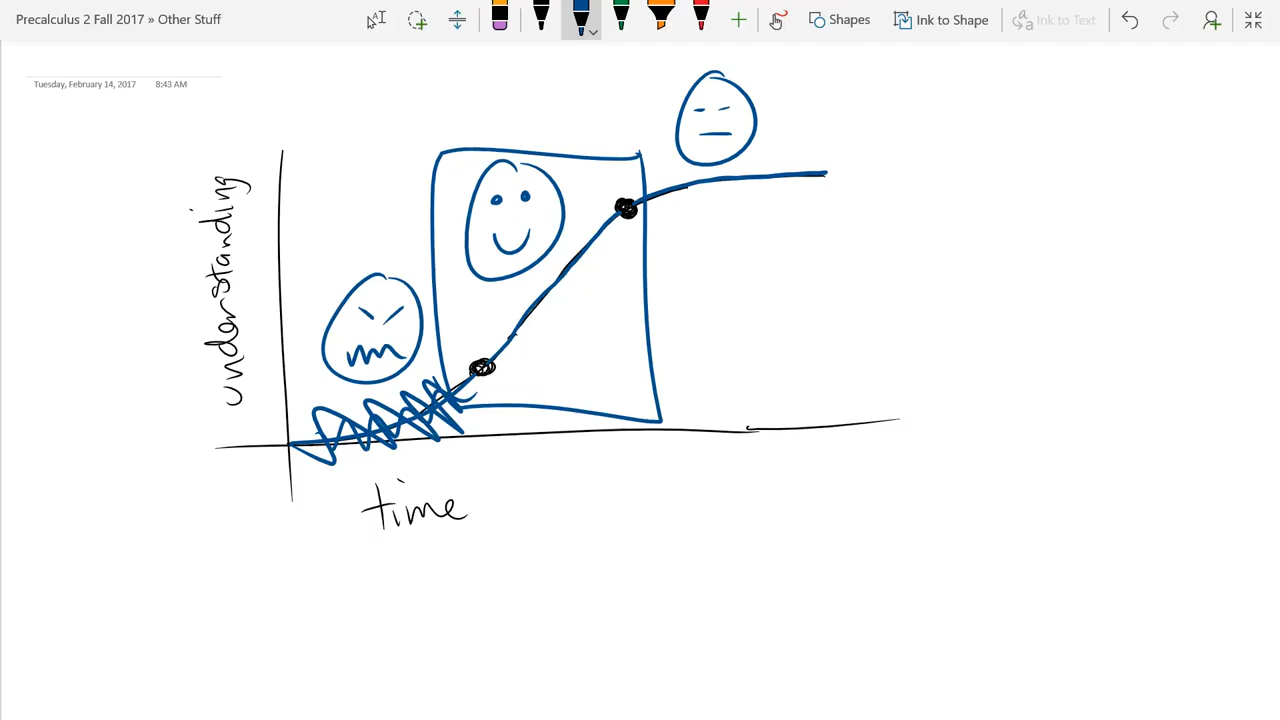 Precalculus 2 Fall 2017 » Other Stuff
Shapes
Ink to Shape
Ink to Text
Tuesday, February 14, 2017 8:43 AM
understanding
time